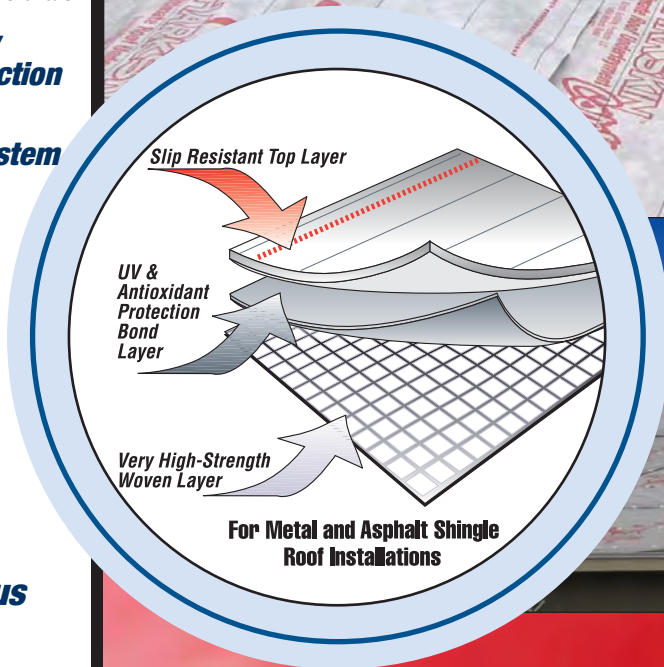 ction
stem
Slip Resistant Top Layer
UV &
Antioxidant
Protection
Bond
Layer
Very High-Strength
Woven Layer
For Metal and Asphalt Shingle
Roof Installations
us